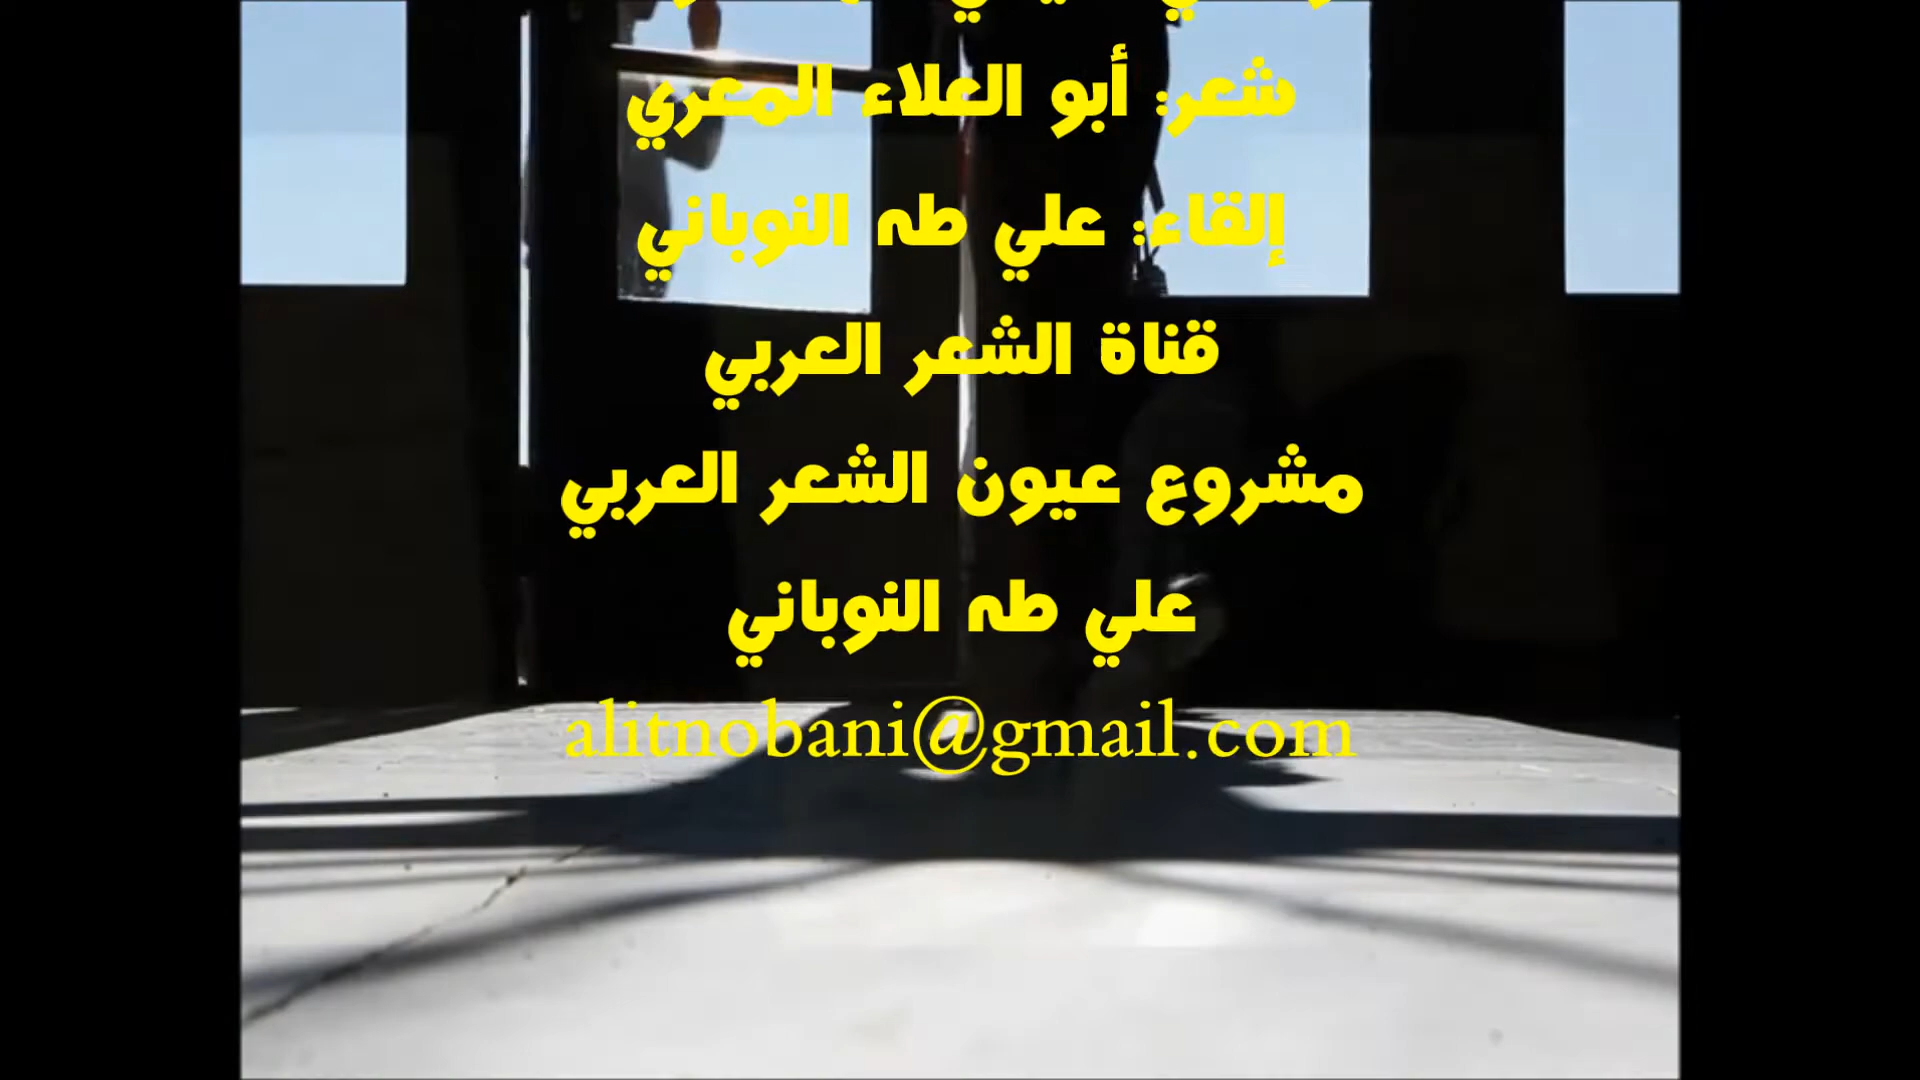 شعر: أبو العلاء المعري
إلقاء: علي طه النوباني
قناة الشعر العربي
مشروع عيون الشعر العربي
علي طه النوباني
alitnobani@gmail.com